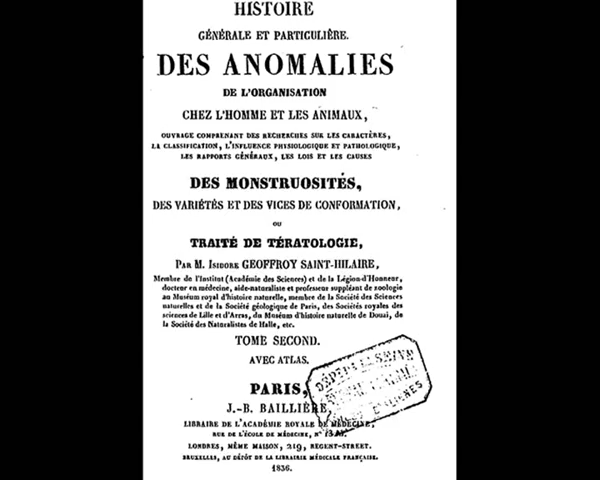 HISTOIRE
GÉNÉRALE ET PARTICULIÈRE.
DES ANOMALIES
DE L'ORGANISATION
CHEZ L'HOMME ET LES ANIMAUX,
OUVRAGE COMPRENANT DES RECHERCHES SUR LES CARACTÈRES,
LA CLASSIFICATION, L'INFLUENCE PHYSIOLOGIQUE ET PATHOLOGIQUE,
LES RAPPORTS GÉNÉRAUX, LES LOIS ET LES CAUSES
DES MONSTRUOSITÉS,
DES VARIÉTÉS ET DES VICES DE CONFORMATION,
OU
TRAITÉ DE TÉRATOLOGIE,
PAR M. ISIDORE GEOFFROY SAINT-HILAIRE,
Membre de l'Institut (Académie des Sciences) et de la Légion-d'Honneur,
docteur en médecine, aide-naturaliste et professeur suppléant de zoologie
au Muséum royal d'histoire naturelle, membre de la Société des Sciences
naturelles et de la Société géologique de Paris, des Sociétés royales des
sciences de Lille et d'Arras, du Muséum d'histoire naturelle de Douai, de
la Société des Naturalistes de Halle, etc.
TOME SECOND.
AVEC ATLAS.
PARIS,
J.-B. BAILLIÈRE,
LIBRAIRE DE L'ACADÉMIE ROYALE DE MÉDECINE,
RUE DE L'ÉCOLE DE MÉDECINE, N°
LONDRES, MÊME MAISON, 219, REGENT-STREET.
BRUXELLES, AU DÉPÔT DE LA LIBRAIRIE MÉDICALE FRANÇAISE.
1836.